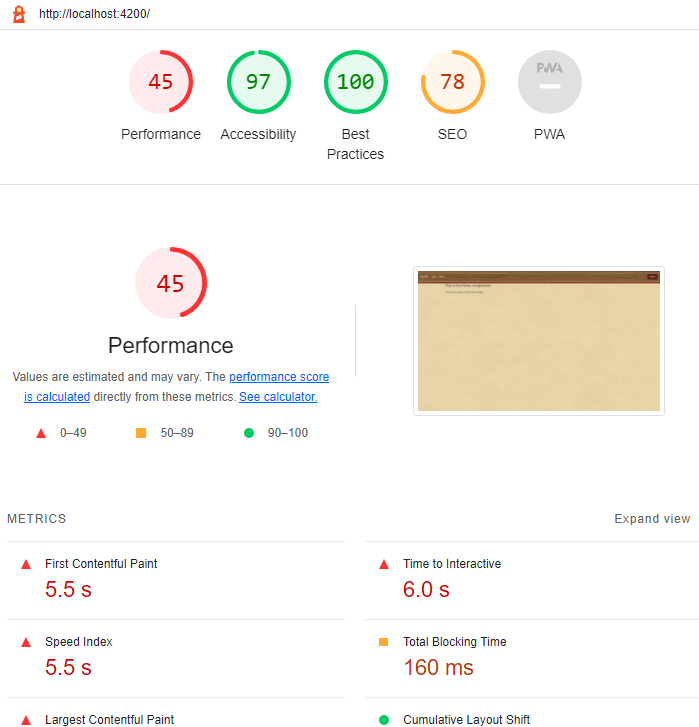 http://localhost:4200/
45 97 100 78 PWA
Performance Accessibility Best Practices SEO PWA
45
Performance
Values are estimated and may vary. The performance score
is calculated directly from these metrics. See calculator.
0–49 50–89 90–100
METRICS Expand view
First Contentful Paint Time to Interactive
5.5 s 6.0 s
Speed Index Total Blocking Time
5.5 s 160 ms
Largest Contentful Paint Cumulative Layout Shift